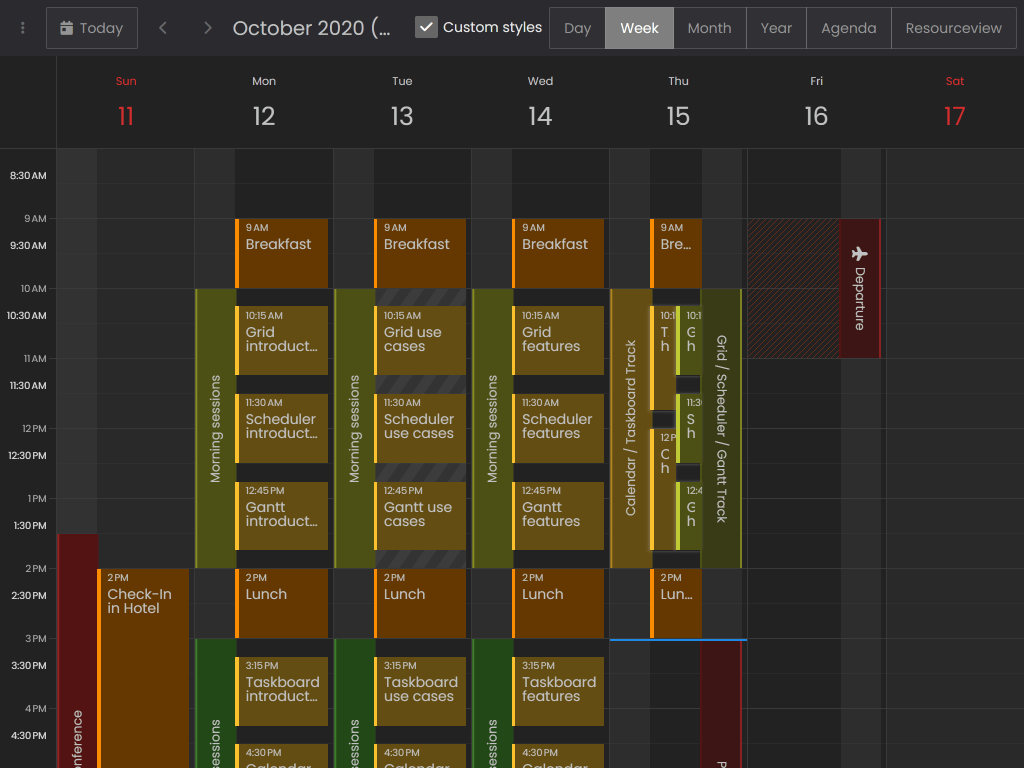 Today
October 2020 (...
Custom styles
Day
Week
Month
Year
Agenda
Resourceview
Sun
11
Mon
12
Tue
13
Wed
14
Thu
15
Fri
16
Sat
17
8:30 AM
9 AM
9:30 AM
10 AM
10:30 AM
11 AM
11:30 AM
12 PM
12:30 PM
1 PM
1:30 PM
2 PM
2:30 PM
3 PM
3:30 PM
4 PM
4:30 PM
onference
2 PM
Check-In
in Hotel
Morning sessions
9 AM
Breakfast
10:15 AM
Grid
introduct...
11:30 AM
Scheduler
introduct...
12:45 PM
Gantt
introduct...
2 PM
Lunch
sessions
3:15 PM
Taskboard
introduct...
4:30 PM
Calendar
Morning sessions
9 AM
Breakfast
10:15 AM
Grid use
cases
11:30 AM
Scheduler
use cases
12:45 PM
Gantt use
cases
2 PM
Lunch
sessions
3:15 PM
Taskboard
use cases
4:30 PM
Calendar
Morning sessions
9 AM
Breakfast
10:15 AM
Grid
features
11:30 AM
Scheduler
features
12:45 PM
Gantt
features
2 PM
Lunch
sessions
3:15 PM
Taskboard
features
4:30 PM
Calendar
Calendar / Taskboard Track
9 AM
Bre...
10:1
T
h
12 P
C
h
10:1
G
h
11:3
S
h
12:4
G
h
Grid / Scheduler / Gantt Track
2 PM
Lun...
P
Departure